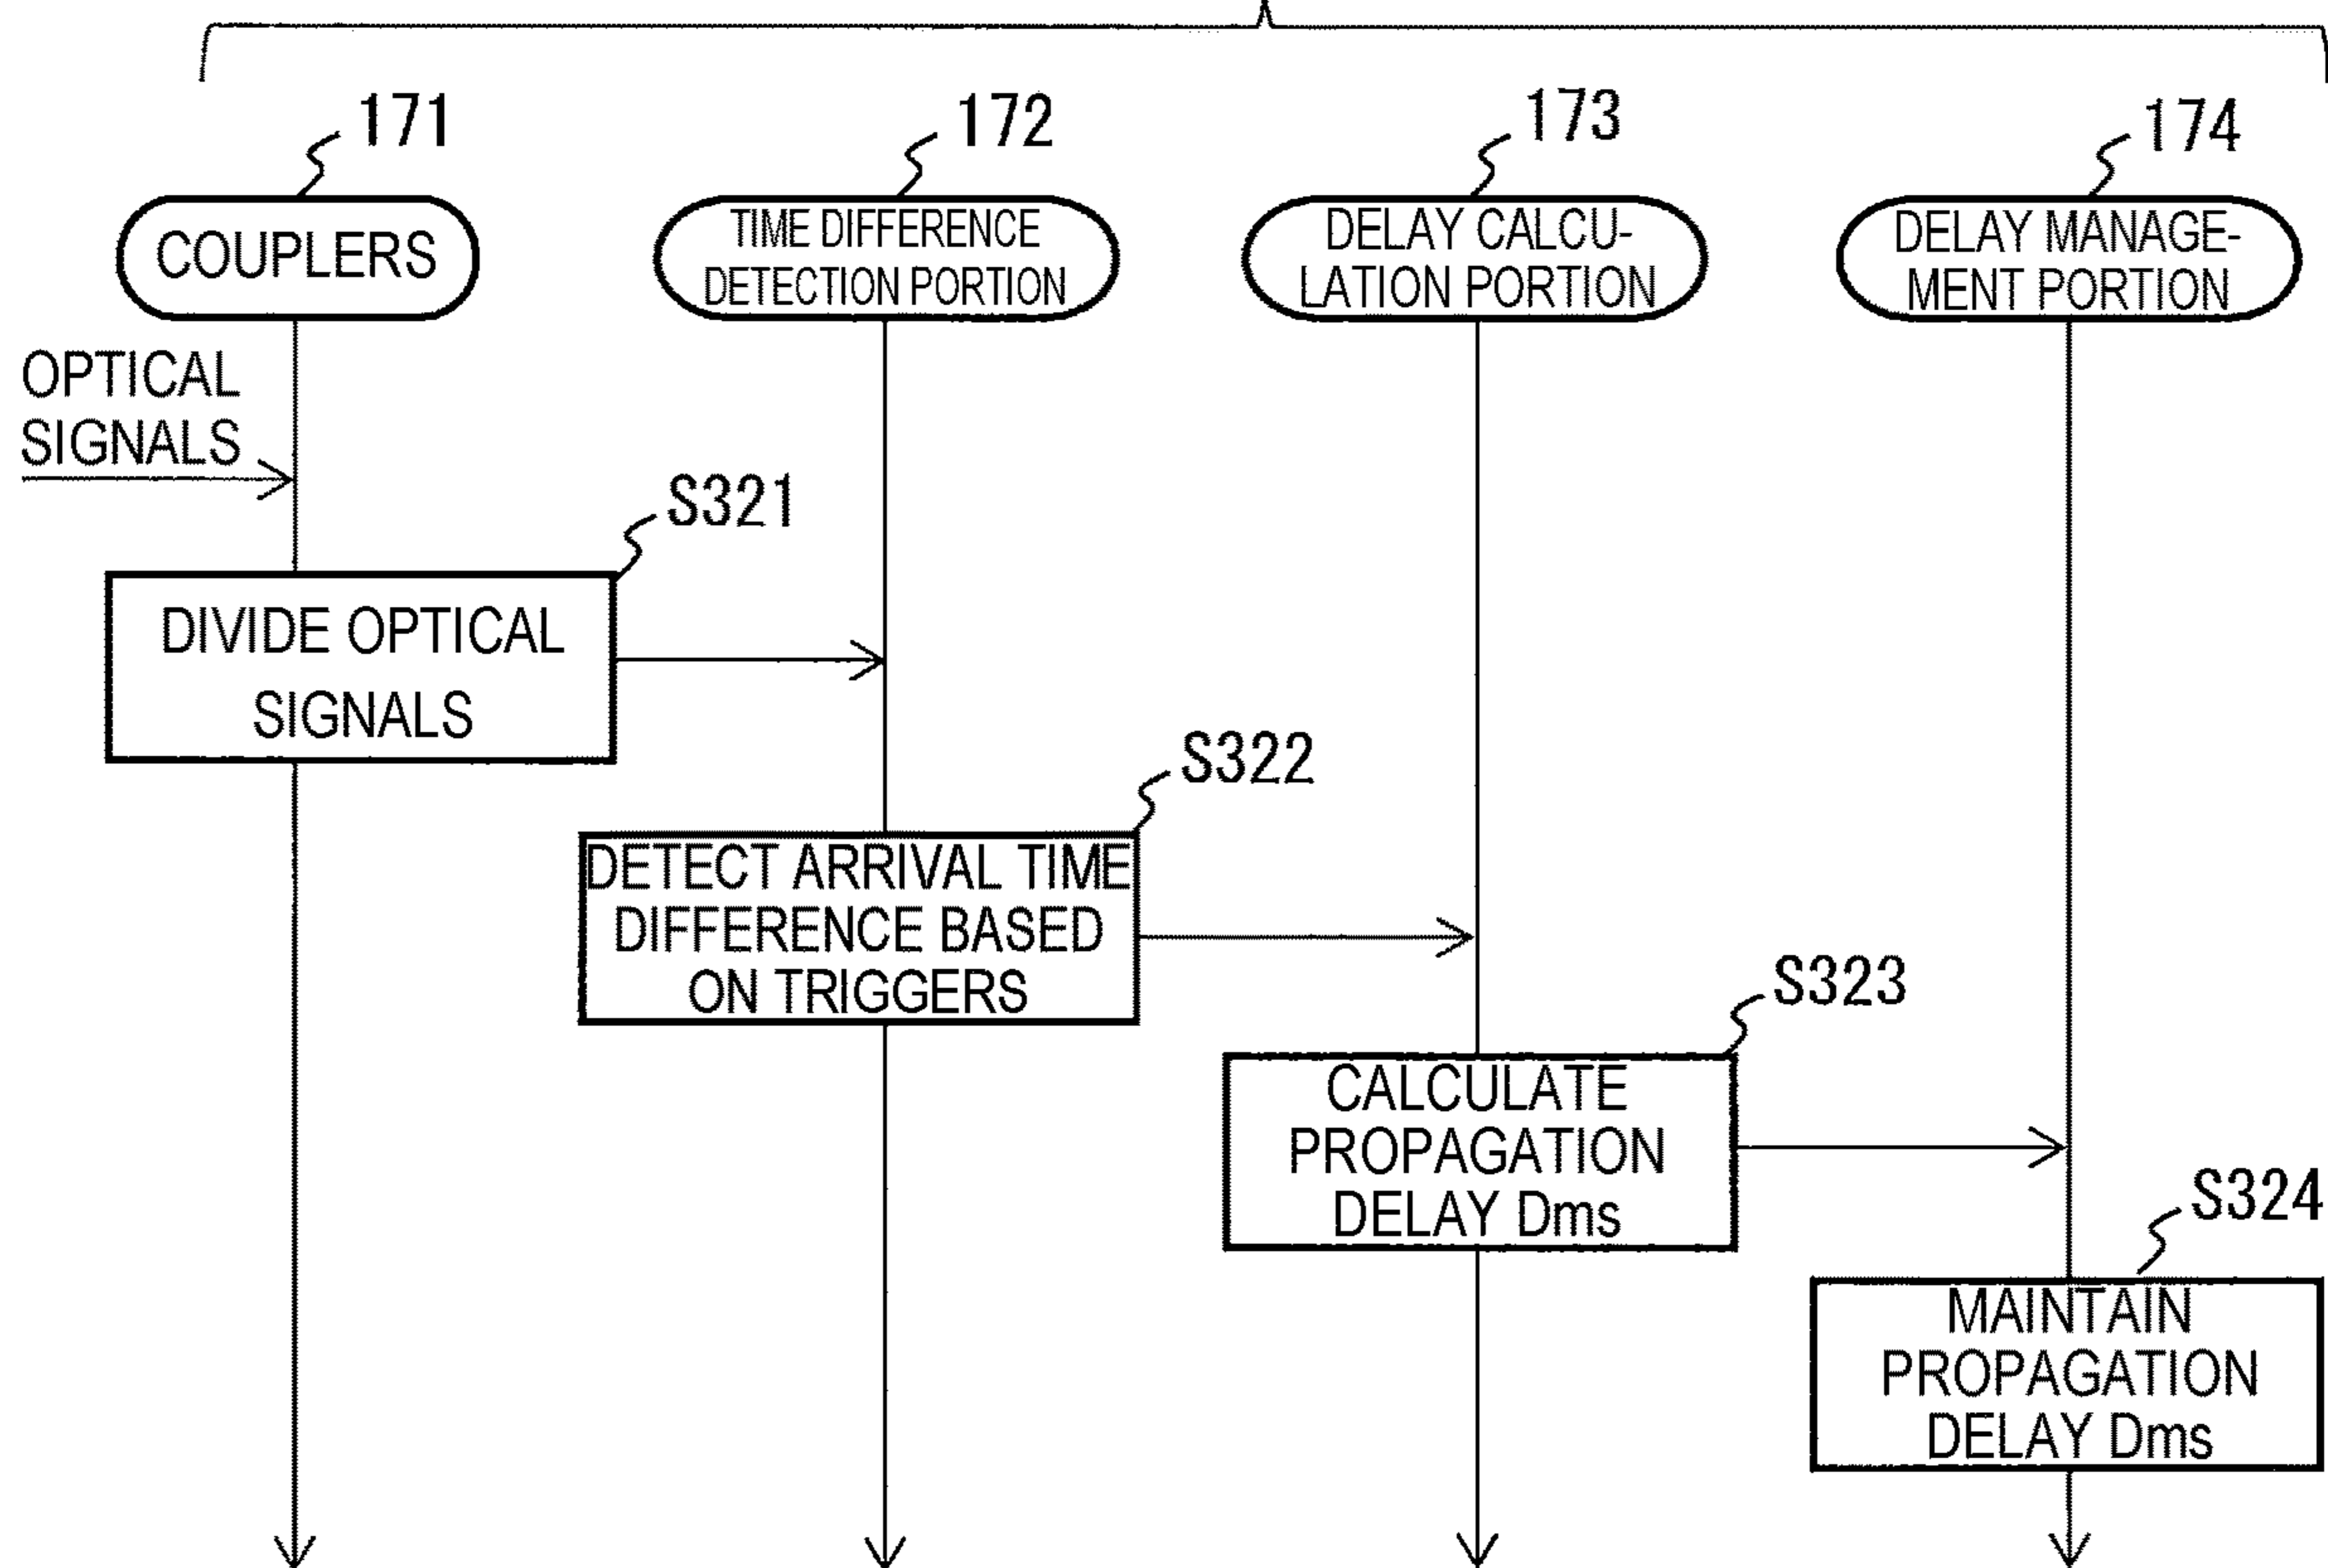 171
172
173
174
COUPLERS
TIME DIFFERENCE
DETECTION PORTION
DELAY CALCU-
LATION PORTION
DELAY MANAGE-
MENT PORTION
OPTICAL
SIGNALS
S321
DIVIDE OPTICAL
SIGNALS
S322
DETECT ARRIVAL TIME
DIFFERENCE BASED
ON TRIGGERS
S323
CALCULATE
PROPAGATION
DELAY Dms
S324
MAINTAIN
PROPAGATION
DELAY Dms